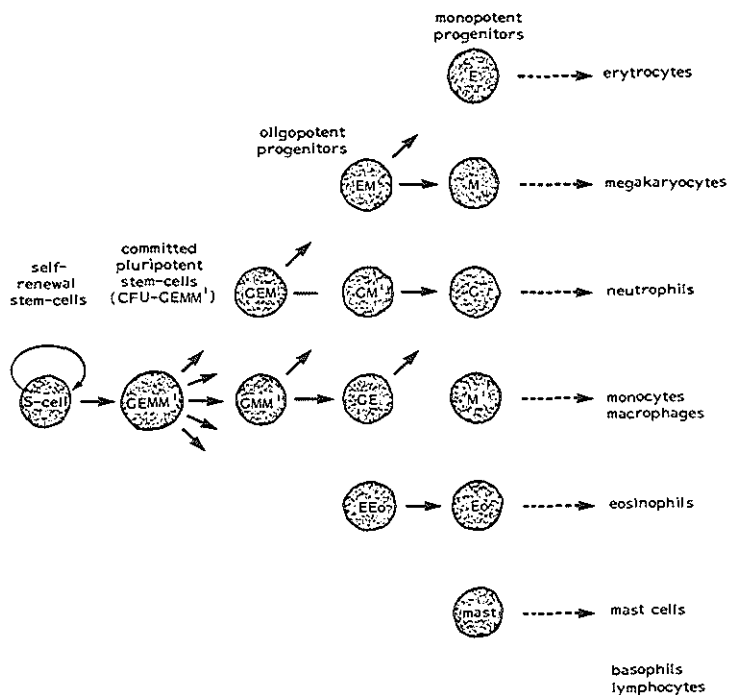 monopotent
progenitors
E
erytrocytes
oligopotent
progenitors
EM
M
megakaryocytes
self-
renewal
stem-cells
committed
pluripotent
stem-cells
(CFU-GEMM')
GEM
GM'
G
neutrophils
S-cell
GEMM'
GMM'
GE
M'
monocytes
macrophages
EEo
Eo
eosinophils
mast
mast cells
basophils
lymphocytes